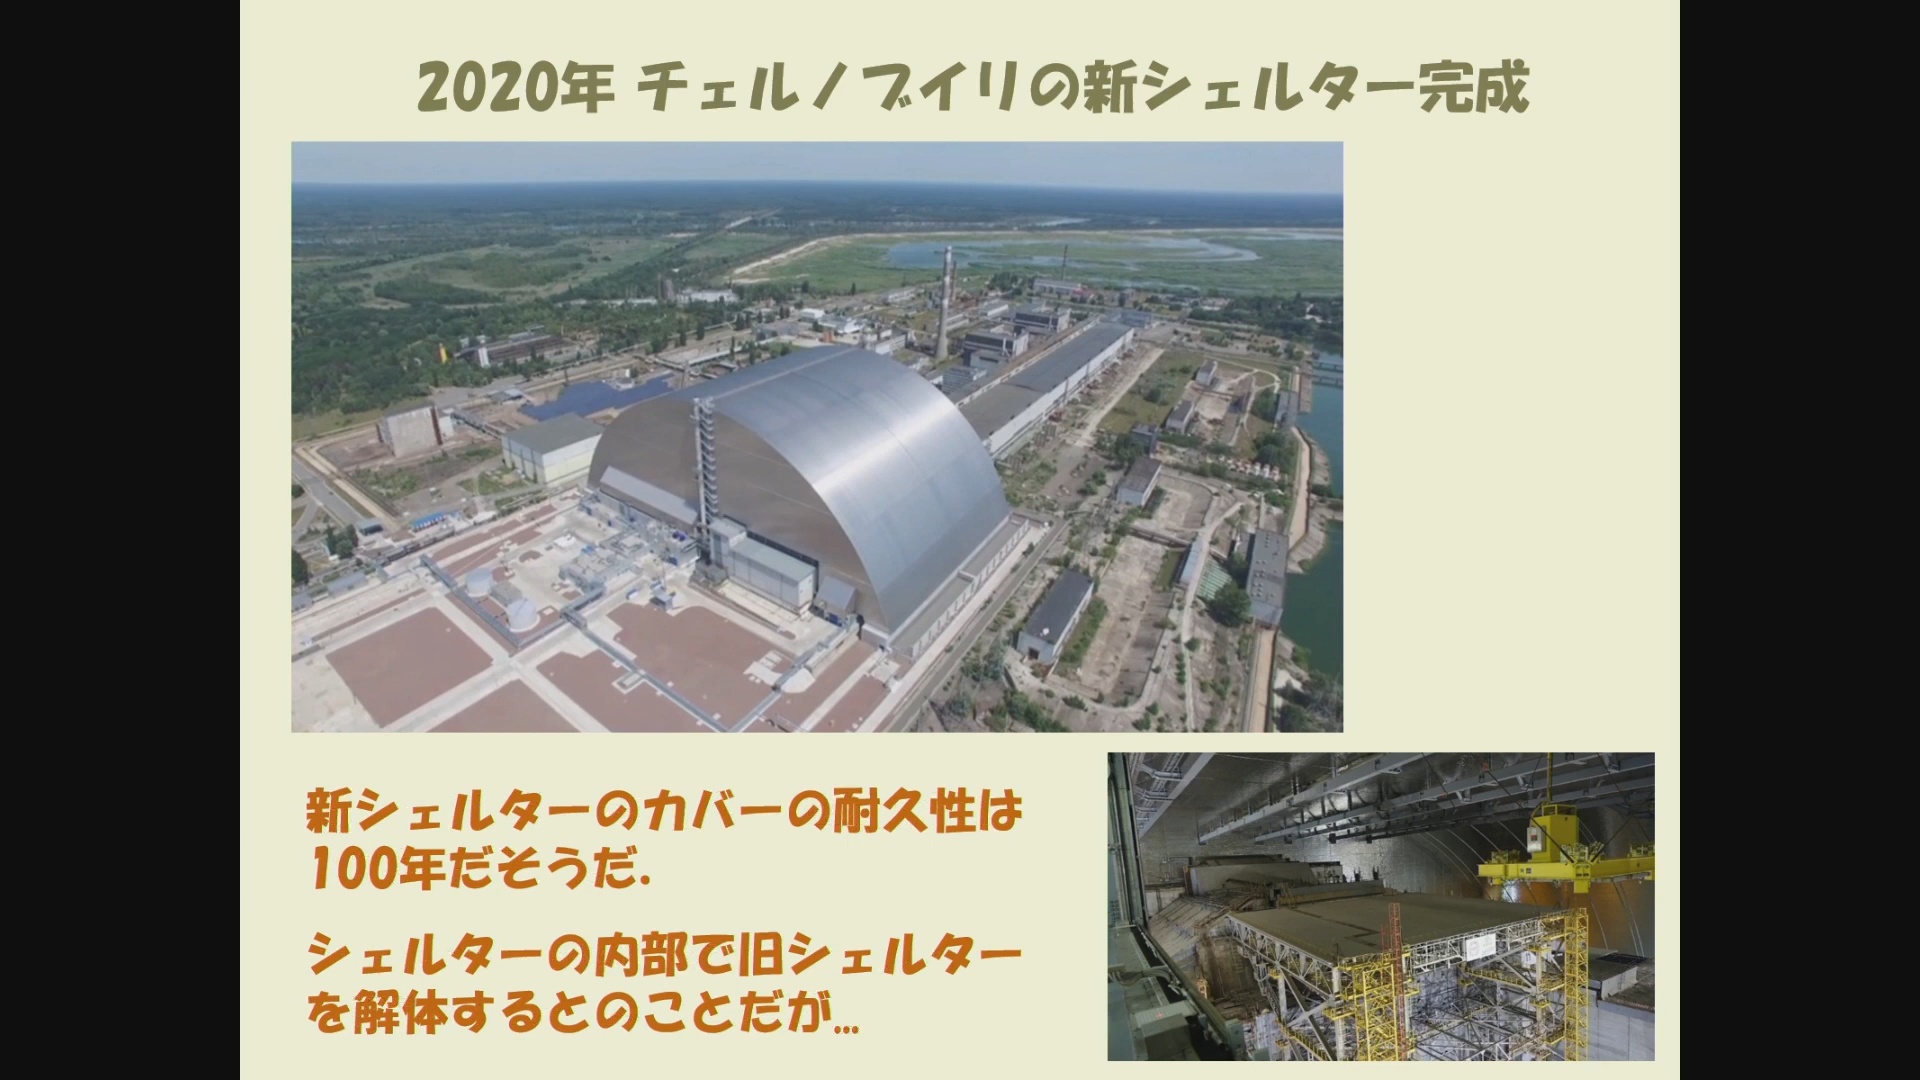 2020年 チェルノブイリの新シェルター完成
新シェルターのカバーの耐久性は
100年だそうだ.
シェルターの内部で旧シェルター
を解体するとのことだが...